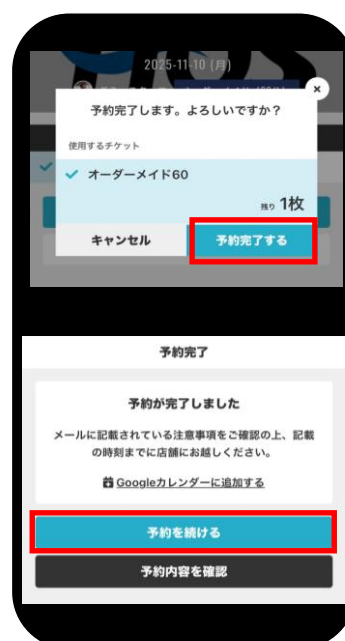 2025-11-10 (月)
予約完了します。よろしいですか？
使用するチケット
オーダーメイド60
残り 1枚
キャンセル
予約完了する
予約完了
予約が完了しました
メールに記載されている注意事項をご確認の上、記載
の時刻までに店舗にお越しください。
Googleカレンダーに追加する
予約を続ける
予約内容を確認